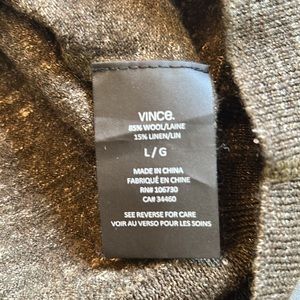 VINCE.
85% WOOL/LAINE
15% LINEN/LIN
L/G
MADE IN CHINA
FABRIQUÉ EN CHINE
RN# 106730
CA# 34460
SEE REVERSE FOR CARE
VOIR AU VERSO POUR LES SOINS